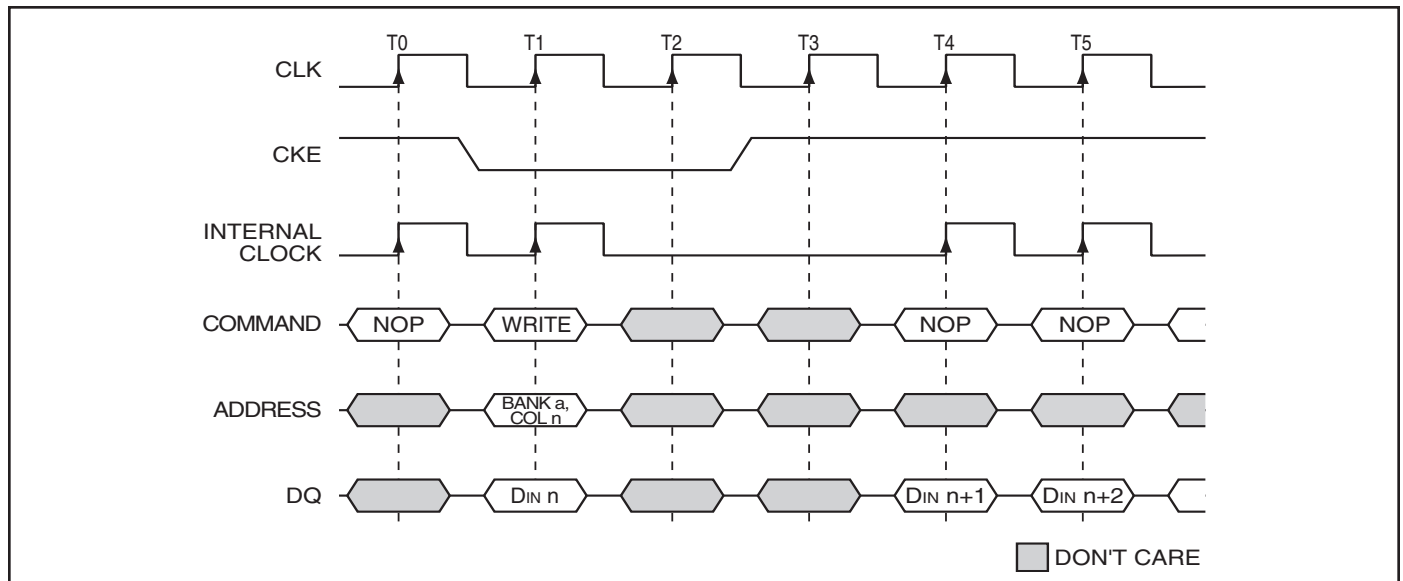 T0 T1 T2 T3 T4 T5
CLK
CKE
INTERNAL
CLOCK
COMMAND NOP WRITE NOP NOP
ADDRESS BANK a,
COL n
DQ DIN n DIN n+1 DIN n+2
DON'T CARE